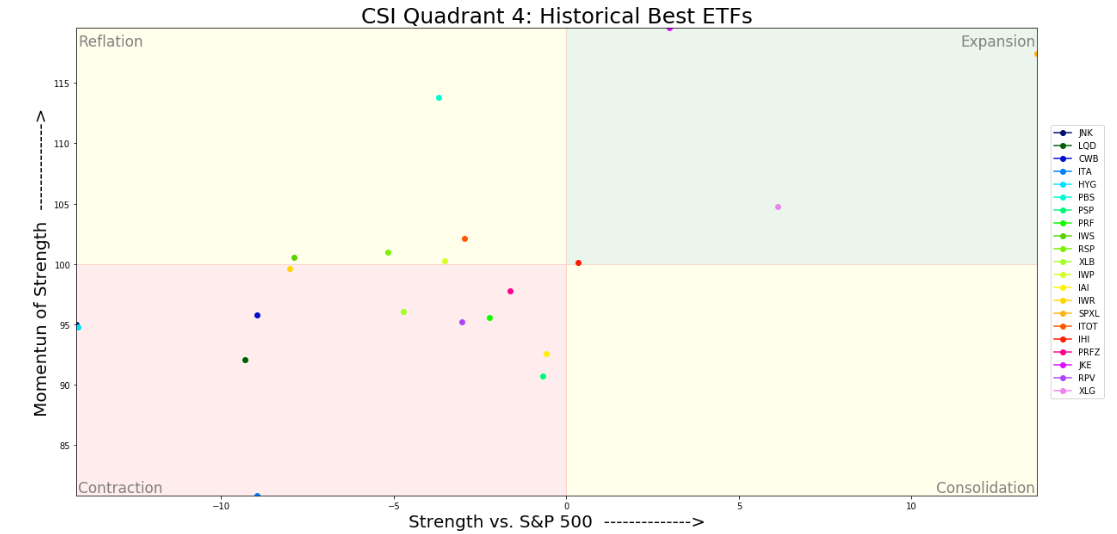 CSI Quadrant 4: Historical Best ETFs
Reflation
Expansion
115
110
105
100
95
90
85
Momentun of Strength ------------->
Contraction
Consolidation
−10
−5
0
5
10
Strength vs. S&P 500 -------------->
JNK
LQD
CWB
ITA
HYG
PBS
PSP
PRF
IWS
RSP
XLB
IWP
IAI
IWR
SPXL
ITOT
IHI
PRFZ
JKE
RPV
XLG